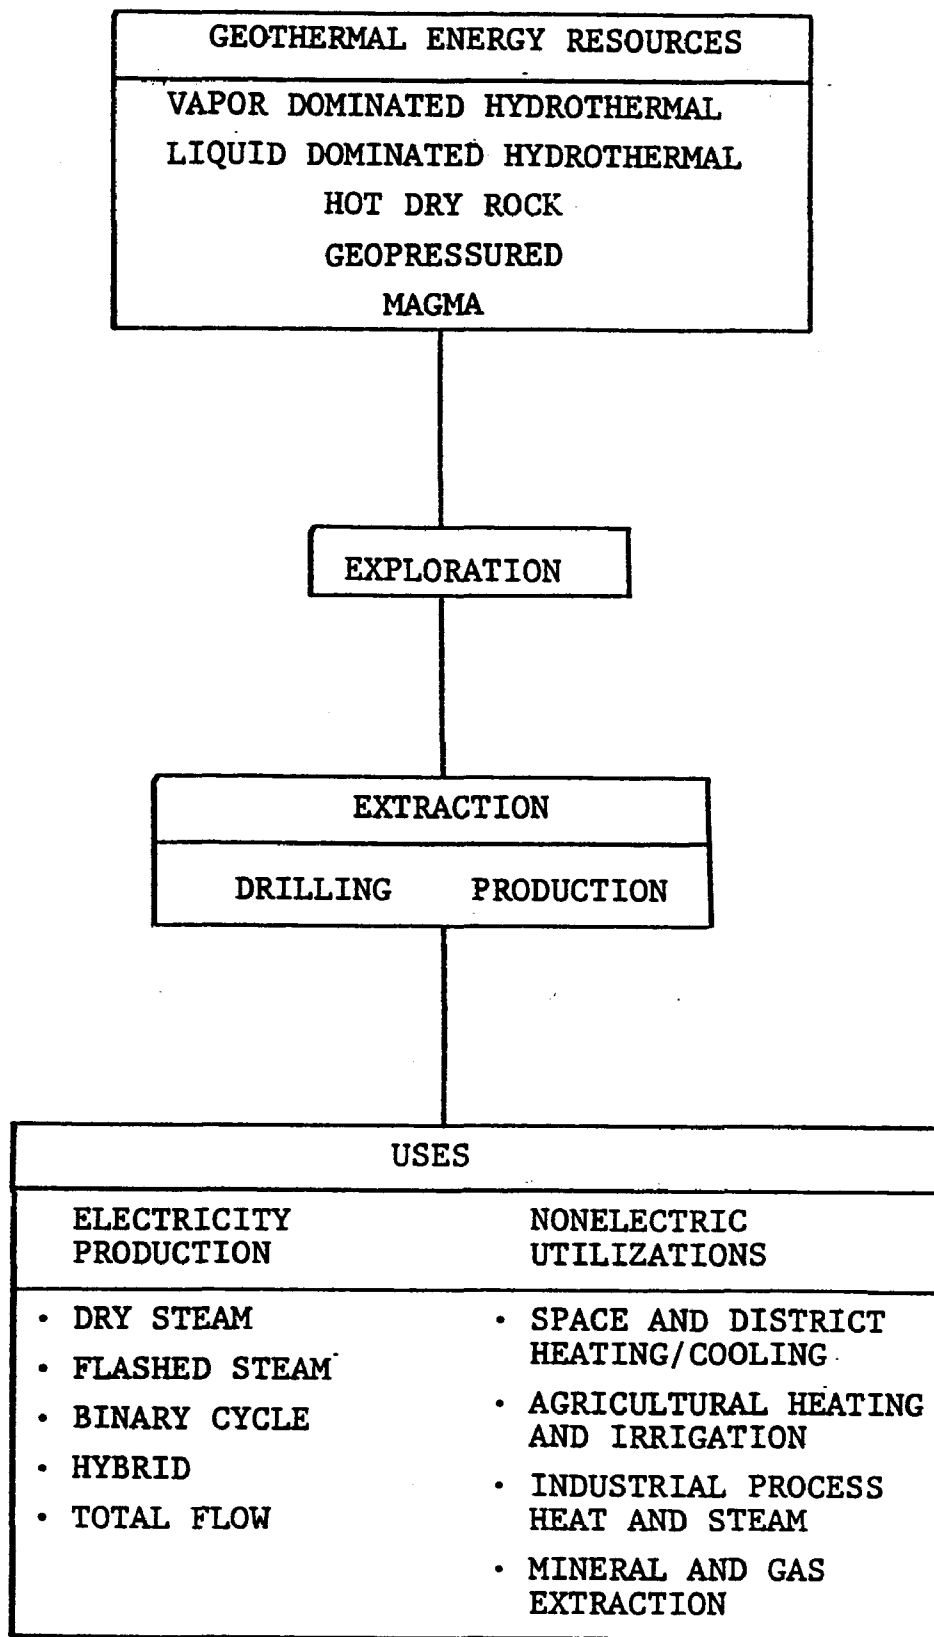 GEOTHERMAL ENERGY RESOURCES
VAPOR DOMINATED HYDROTHERMAL
LIQUID DOMINATED HYDROTHERMAL
HOT DRY ROCK
GEOPRESSURED
MAGMA
EXPLORATION
EXTRACTION
DRILLING PRODUCTION
USES
ELECTRICITY
PRODUCTION
· DRY STEAM
· FLASHED STEAM
· BINARY CYCLE
· HYBRID
· TOTAL FLOW
NONELECTRIC
UTILIZATIONS
· SPACE AND DISTRICT
HEATING/COOLING
· AGRICULTURAL HEATING
AND IRRIGATION
· INDUSTRIAL PROCESS
HEAT AND STEAM
· MINERAL AND GAS
EXTRACTION